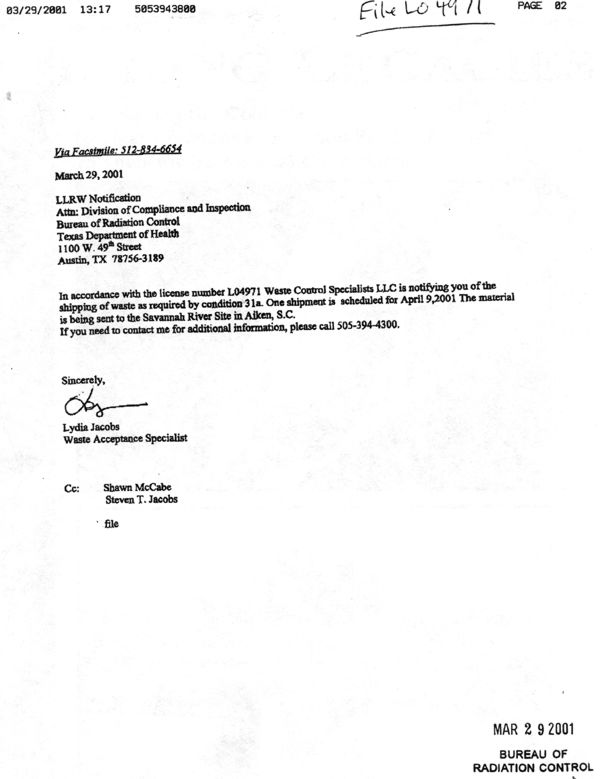 03/29/2001 13:17 5053943800 PAGE 02
File LO 4971
Via Facsimile: 512-834-6654
March 29, 2001
LLRW Notification
Attn: Division of Compliance and Inspection
Bureau of Radiation Control
Texas Department of Health
1100 W. 49th Street
Austin, TX 78756-3189
In accordance with the license number L04971 Waste Control Specialists LLC is notifying you of the
shipping of waste as required by condition 31a. One shipment is scheduled for April 9,2001 The material
is being sent to the Savannah River Site in Aiken, S.C.
If you need to contact me for additional information, please call 505-394-4300.
Sincerely,
Lydia Jacobs
Waste Acceptance Specialist
Cc: Shawn McCabe
Steven T. Jacobs
file
MAR 29 2001
BUREAU OF
RADIATION CONTROL